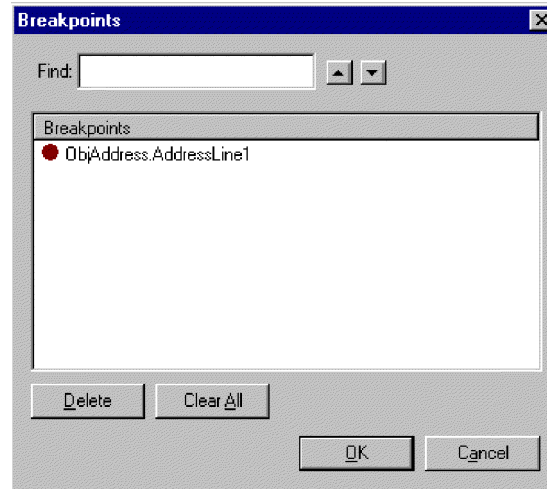 Breakpoints
Find:
Breakpoints
ObjAddress.AddressLine1
Delete Clear All
OK Cancel